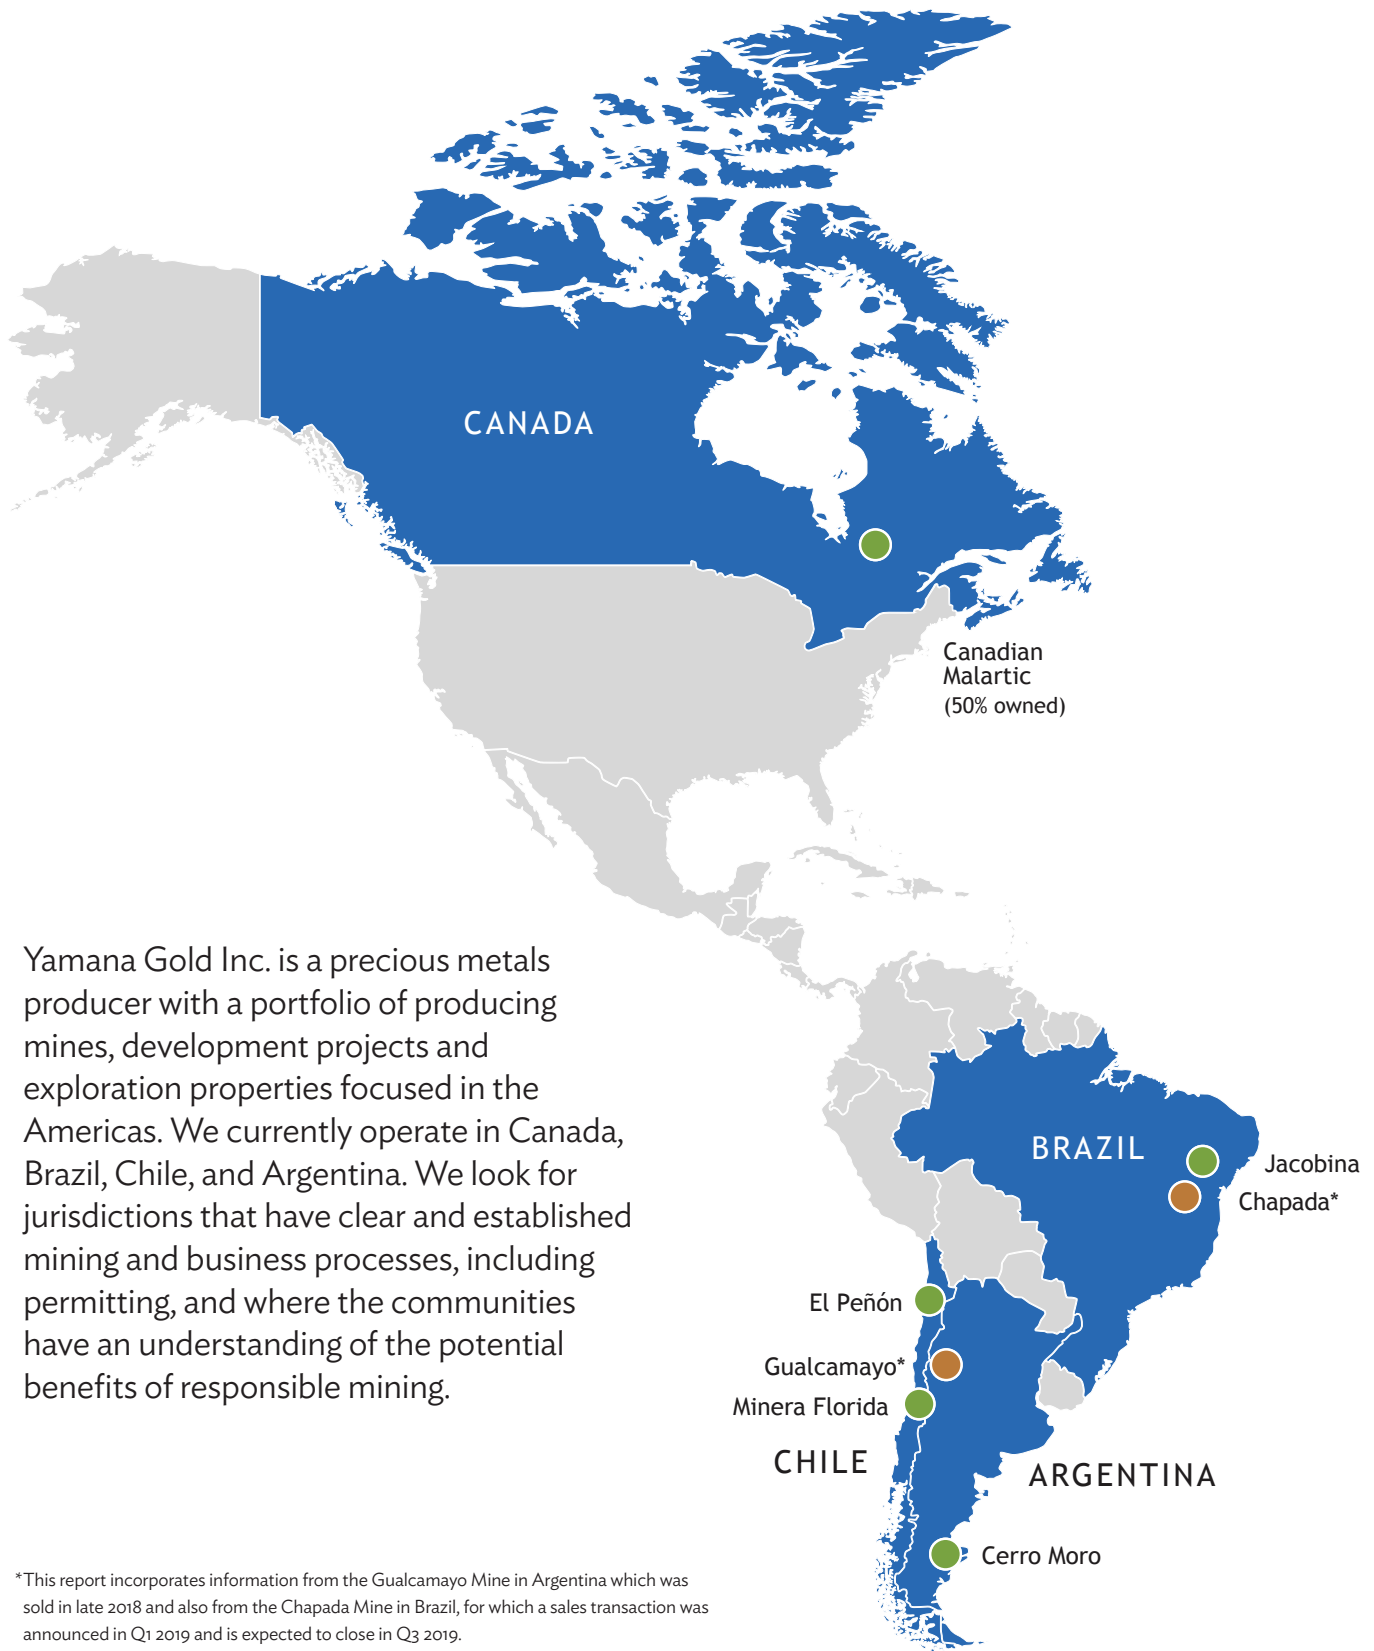 CANADA
Canadian
Malartic
(50% owned)
Yamana Gold Inc. is a precious metals
producer with a portfolio of producing
mines, development projects and
exploration properties focused in the
Americas. We currently operate in Canada,
Brazil, Chile, and Argentina. We look for
jurisdictions that have clear and established
mining and business processes, including
permitting, and where the communities
have an understanding of the potential
benefits of responsible mining.
BRAZIL
Jacobina
Chapada*
El Peñón
Gualcamayo*
Minera Florida
CHILE
ARGENTINA
Cerro Moro
*This report incorporates information from the Gualcamayo Mine in Argentina which was
sold in late 2018 and also from the Chapada Mine in Brazil, for which a sales transaction was
announced in Q1 2019 and is expected to close in Q3 2019.